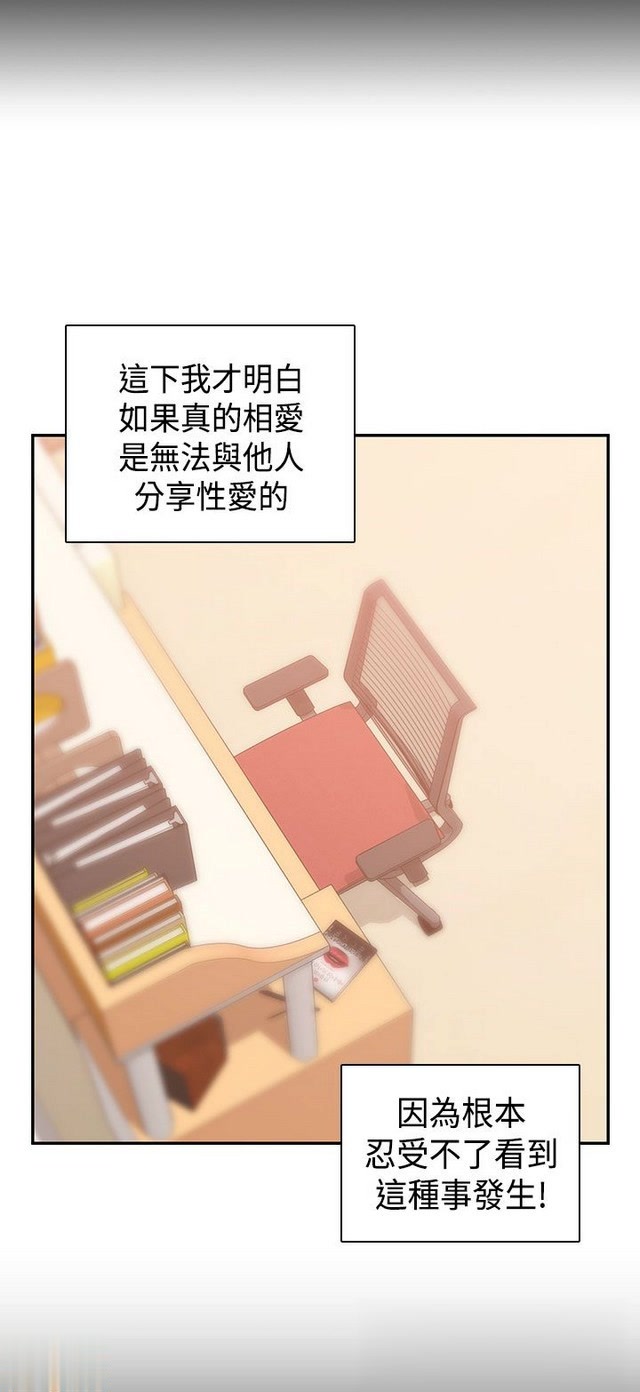 這下我才明白
如果真的相愛
是無法與他人
分享性愛的
因為根本
忍受不了看到
這種事發生!